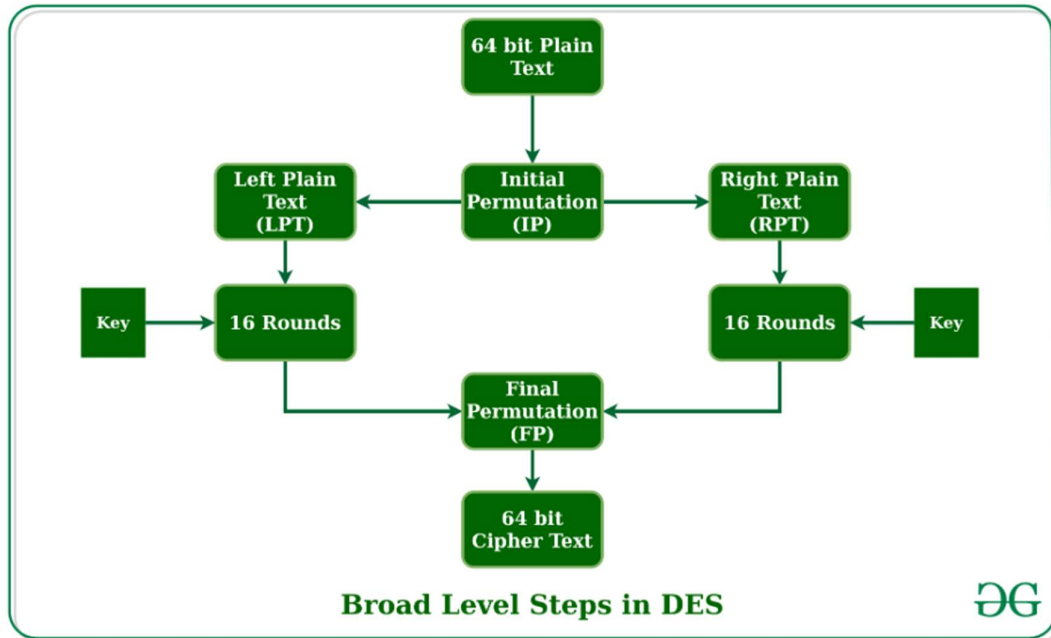 64 bit Plain
Text
Left Plain
Text
(LPT)
Initial
Permutation
(IP)
Right Plain
Text
(RPT)
Key
16 Rounds
16 Rounds
Key
Final
Permutation
(FP)
64 bit
Cipher Text
Broad Level Steps in DES